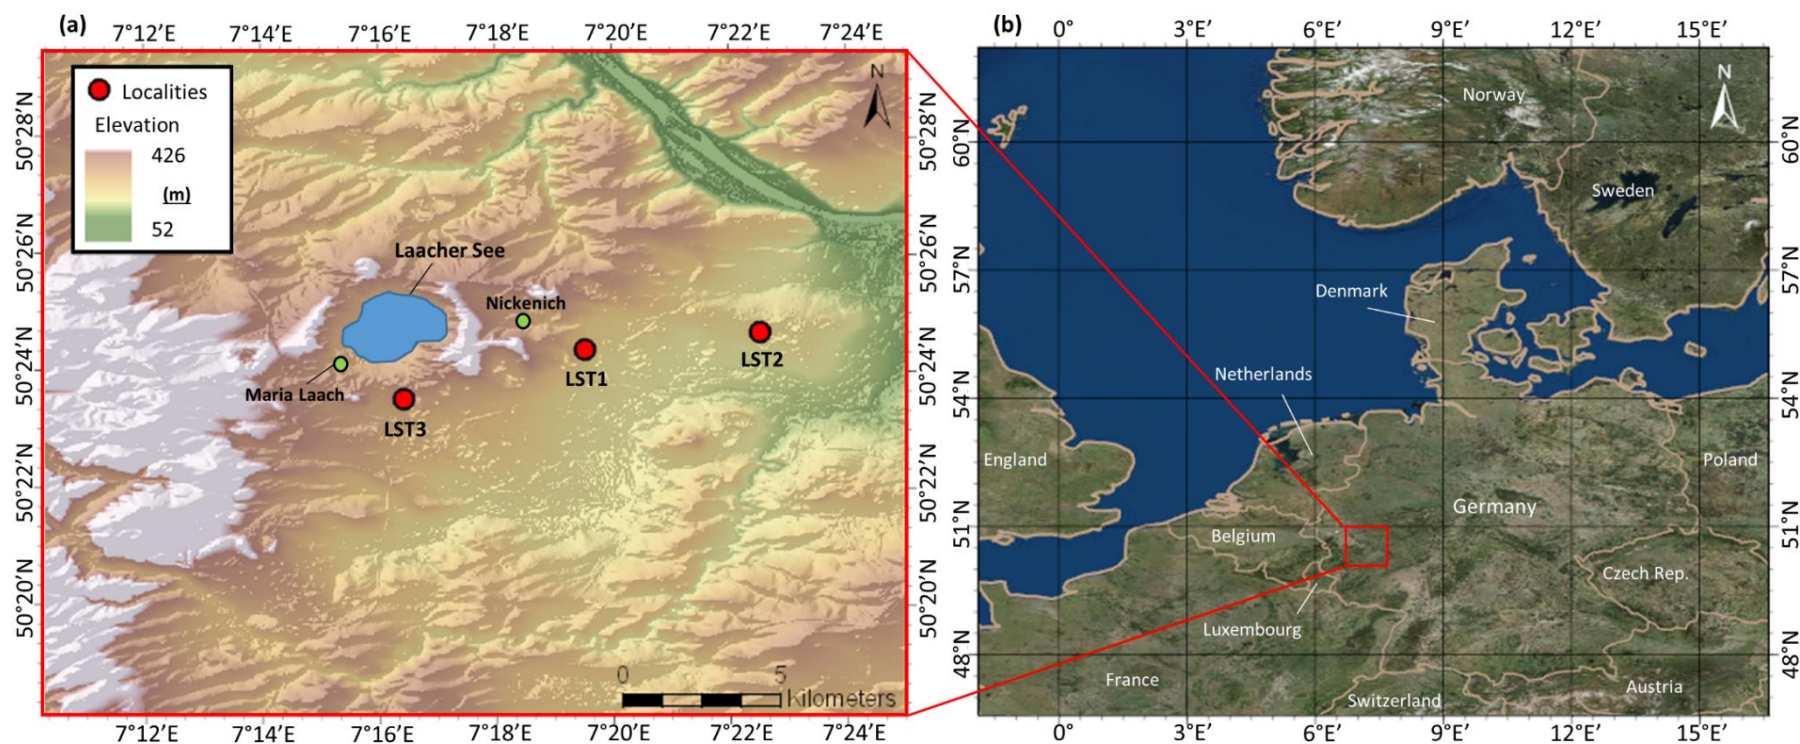 (a)
7°12'E 7°14'E 7°16'E 7°18'E 7°20'E 7°22'E 7°24'E
N
Localities
Elevation
426
(m)
52
50°28'N
50°26'N
50°24'N
50°22'N
50°20'N
50°28'N
50°26'N
50°24'N
50°22'N
50°20'N
Laacher See
Nickenich
Maria Laach
LST1
LST2
LST3
0 5
Kilometers
7°12'E 7°14'E 7°16'E 7°18'E 7°20'E 7°22'E 7°24'E
(b)
0° 3°E' 6°E' 9°E' 12°E' 15°E'
N
60°N
57°N
54°N
51°N
48°N
60°N
57°N
54°N
51°N
48°N
Norway
Sweden
Denmark
Netherlands
England
Poland
Germany
Belgium
Czech Rep.
Luxembourg
France
Switzerland
Austria
0° 3°E' 6°E' 9°E' 12°E' 15°E'